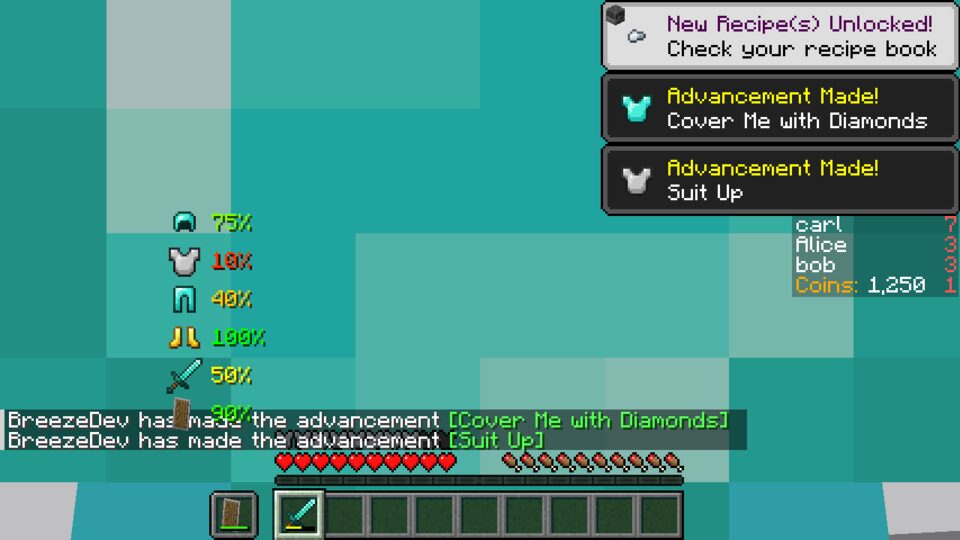 New Recipe(s) Unlocked!
Check your recipe book
Advancement Made!
Cover Me with Diamonds
Advancement Made!
Suit Up
carl 7
Alice 3
bob 3
Coins: 1,250 1
75%
10%
40%
100%
50%
90%
BreezeDev has made the advancement [Cover Me with Diamonds]
BreezeDev has made the advancement [Suit Up]